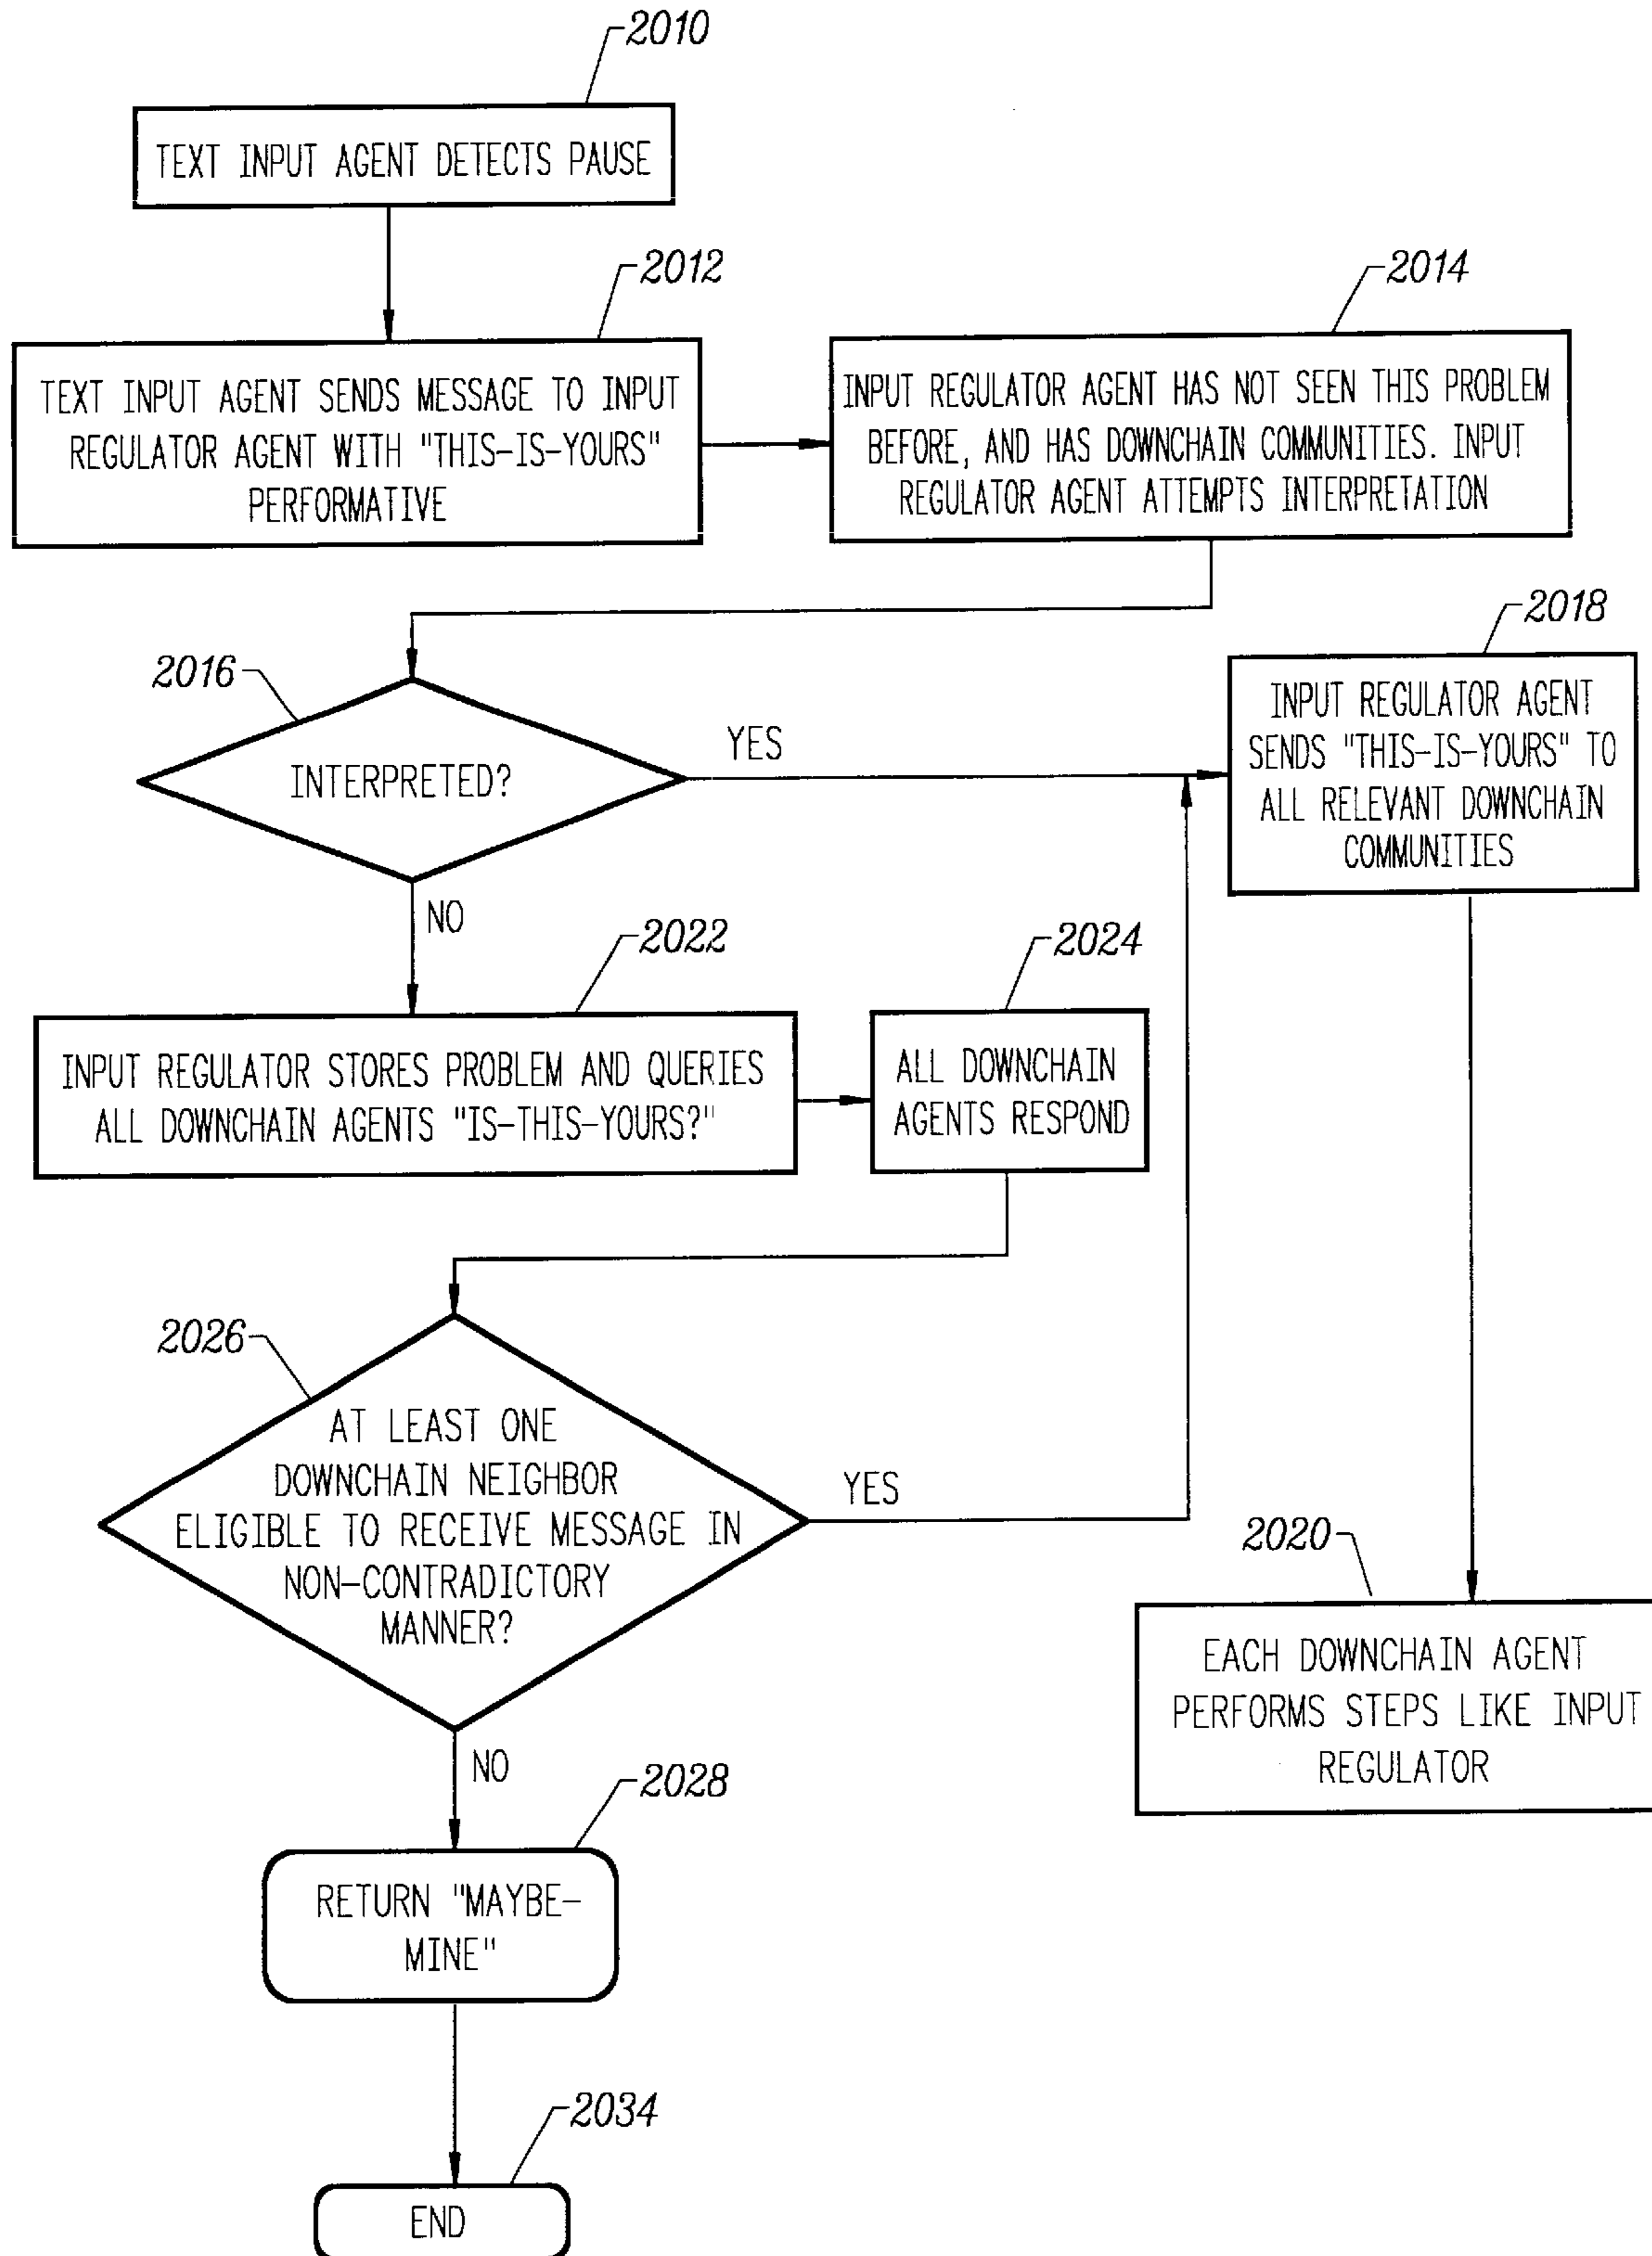 2010
TEXT INPUT AGENT DETECTS PAUSE
2012
TEXT INPUT AGENT SENDS MESSAGE TO INPUT
REGULATOR AGENT WITH "THIS-IS-YOURS"
PERFORMATIVE
2014
INPUT REGULATOR AGENT HAS NOT SEEN THIS PROBLEM
BEFORE, AND HAS DOWNCHAIN COMMUNITIES. INPUT
REGULATOR AGENT ATTEMPTS INTERPRETATION
2016
INTERPRETED?
YES
NO
2018
INPUT REGULATOR AGENT
SENDS "THIS-IS-YOURS" TO
ALL RELEVANT DOWNCHAIN
COMMUNITIES
2022
INPUT REGULATOR STORES PROBLEM AND QUERIES
ALL DOWNCHAIN AGENTS "IS-THIS-YOURS?"
2024
ALL DOWNCHAIN
AGENTS RESPOND
2026
AT LEAST ONE
DOWNCHAIN NEIGHBOR
ELIGIBLE TO RECEIVE MESSAGE IN
NON-CONTRADICTORY
MANNER?
YES
NO
2020
EACH DOWNCHAIN AGENT
PERFORMS STEPS LIKE INPUT
REGULATOR
2028
RETURN "MAYBE-
MINE"
2034
END